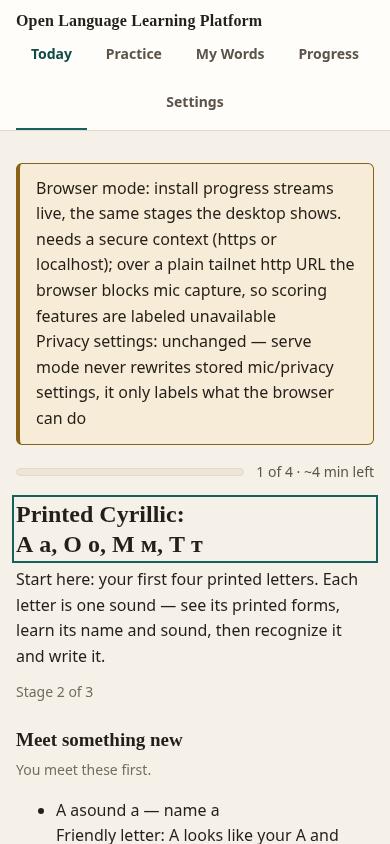 Open Language Learning Platform
Today Practice My Words Progress
Settings
Browser mode: install progress streams
live, the same stages the desktop shows.
needs a secure context (https or
localhost); over a plain tailnet http URL the
browser blocks mic capture, so scoring
features are labeled unavailable
Privacy settings: unchanged — serve
mode never rewrites stored mic/privacy
settings, it only labels what the browser
can do
1 of 4 · ~4 min left
Printed Cyrillic:
А а, О о, М м, Т т
Start here: your first four printed letters. Each
letter is one sound — see its printed forms,
learn its name and sound, then recognize it
and write it.
Stage 2 of 3
Meet something new
You meet these first.
• А asound a — name а
Friendly letter: А looks like your A and